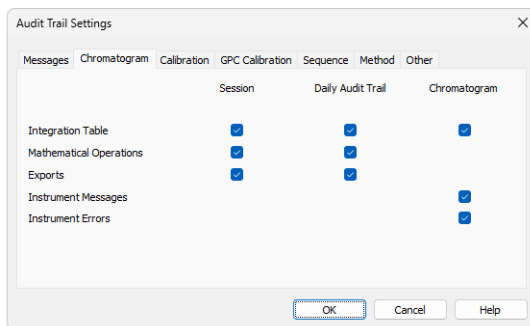 Audit Trail Settings
Messages Chromatogram Calibration GPC Calibration Sequence Method Other
Session Daily Audit Trail Chromatogram
Integration Table
Mathematical Operations
Exports
Instrument Messages
Instrument Errors
OK Cancel Help